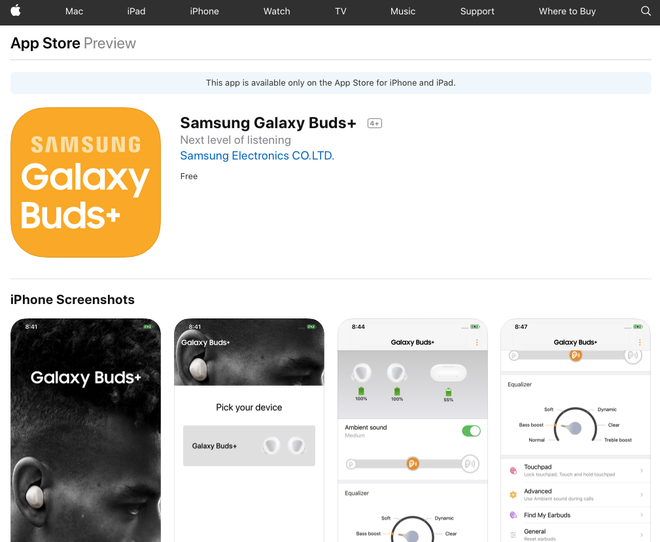 Mac iPad iPhone Watch TV Music Support Where to Buy
App Store Preview
This app is available only on the App Store for iPhone and iPad.
SAMSUNG
Galaxy
Buds+
Samsung Galaxy Buds+ 4+
Next level of listening
Samsung Electronics CO.LTD.
Free
iPhone Screenshots
8:41
Galaxy Buds+
8:41
Galaxy Buds+
Pick your device
Galaxy Buds+
8:44
Galaxy Buds+
100% 100% 55%
Ambient sound
Medium
Equalizer
Soft Dynamic
Bass boost Clear
8:47
Galaxy Buds+
Equalizer
Soft Dynamic
Bass boost Clear
Normal Treble boost
Touchpad
Lock touchpad, Touch and hold touchpad
Advanced
Use Ambient sound during calls
Find My Earbuds
General
Reset earbuds